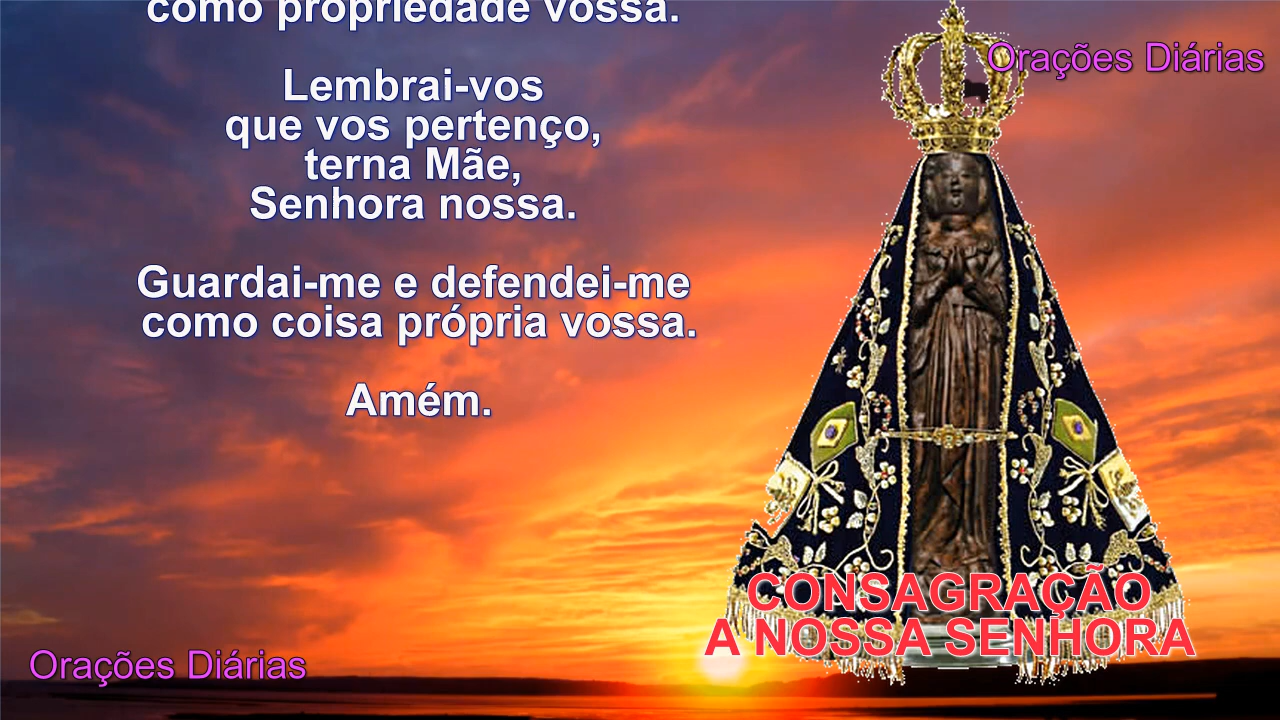 como propriedade vossa.
Orações Diárias
Lembrai-vos
que vos pertenço,
terna Mãe,
Senhora nossa.
Guardai-me e defendei-me
como coisa própria vossa.
Amém.
CONSAGRAÇÃO
A NOSSA SENHORA
Orações Diárias